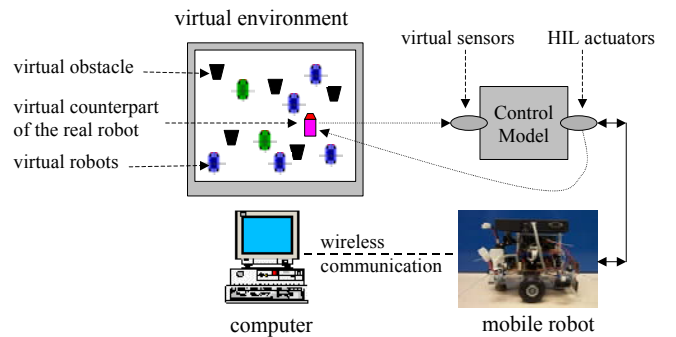 virtual environment
virtual sensors
HIL actuators
virtual obstacle
virtual counterpart
of the real robot
virtual robots
Control
Model
wireless
communication
computer
mobile robot